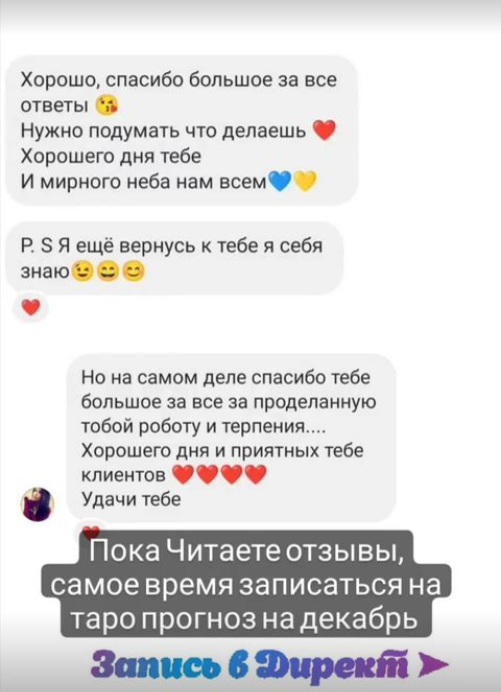 Хорошо, спасибо большое за все
ответы 😘
Нужно подумать что делаешь ❤️
Хорошего дня тебе
И мирного неба нам всем💙💛
P. S Я ещё вернусь к тебе я себя
знаю😉😄😊
❤️
Но на самом деле спасибо тебе
большое за все за проделанную
тобой роботу и терпения....
Хорошего дня и приятных тебе
клиентов ❤️❤️❤️❤️
Удачи тебе
Пока Читаете отзывы,
самое время записаться на
таро прогноз на декабрь
Запись в Директ